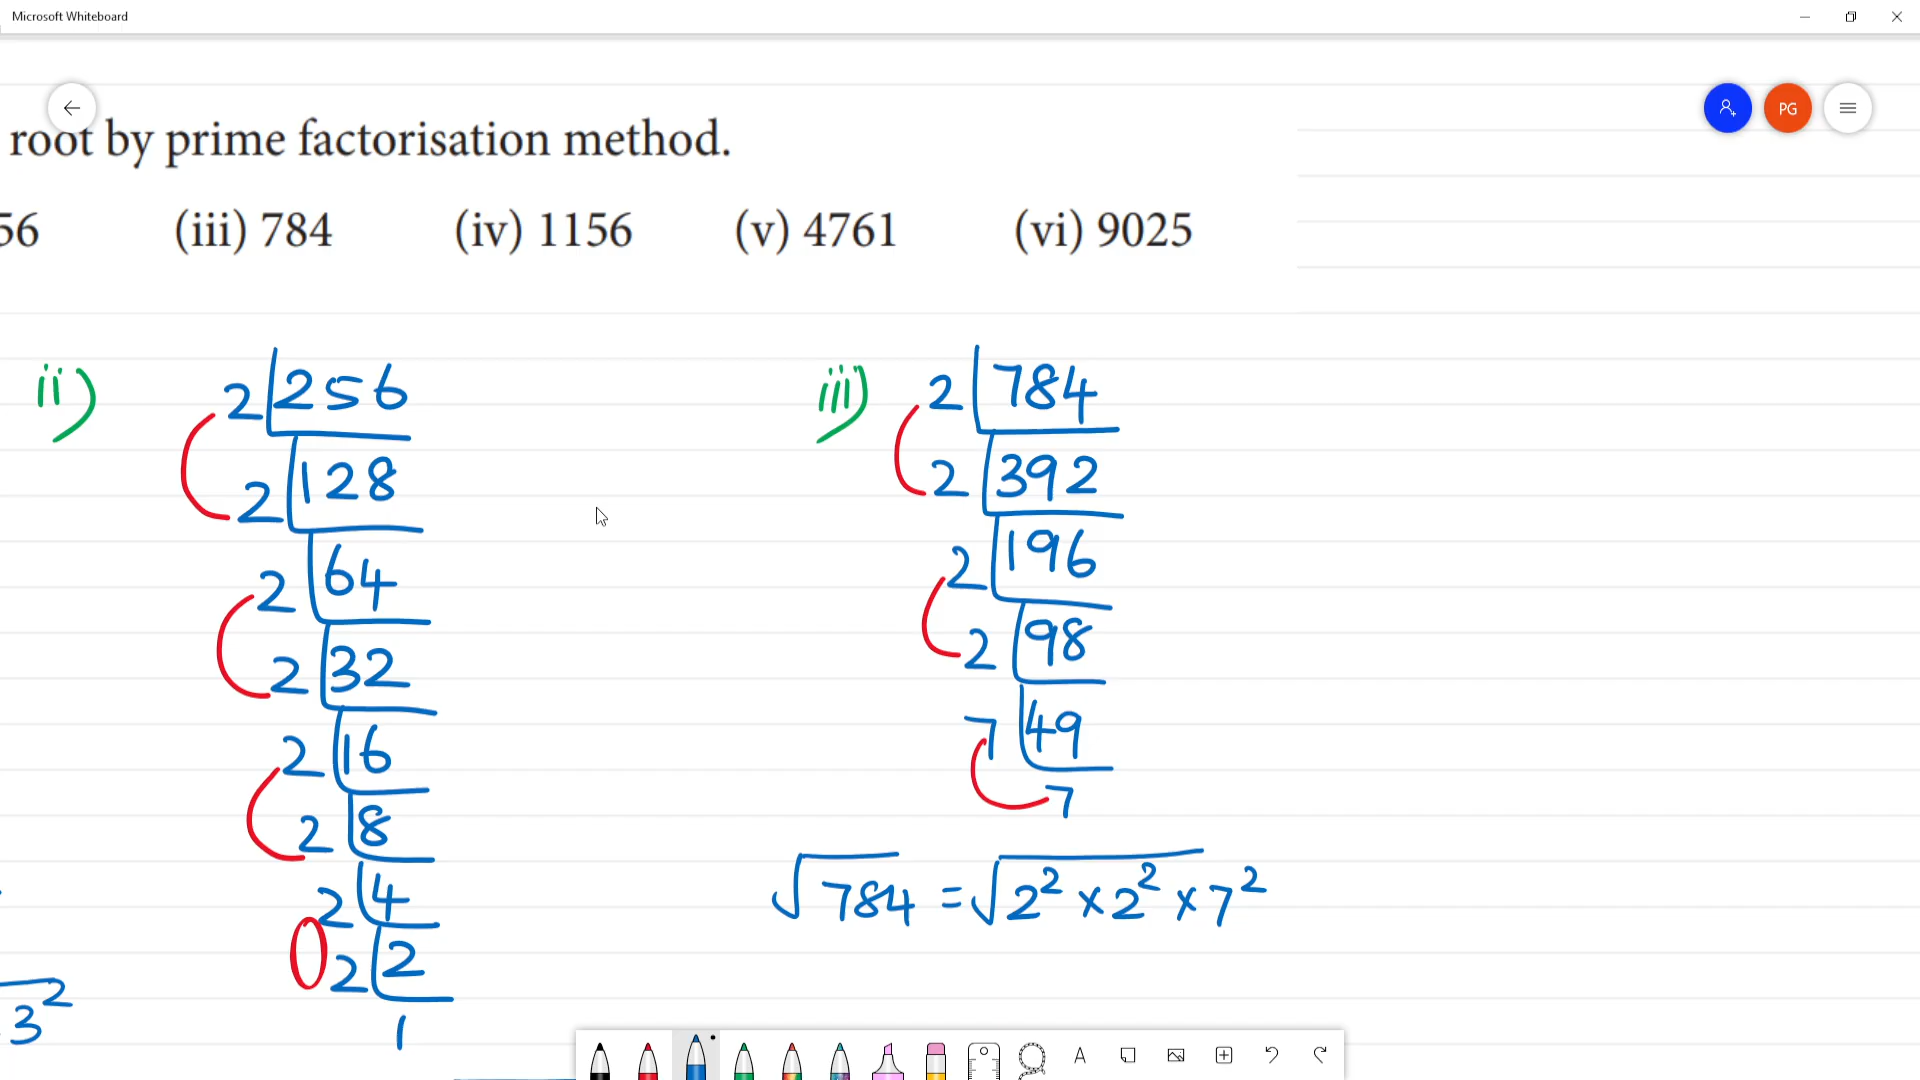 Microsoft Whiteboard
PG
root by prime factorisation method.
56 (iii) 784 (iv) 1156 (v) 4761 (vi) 9025
ii)
2 256
2 128
2 64
2 32
2 16
2 8
2 4
2 2
1
3²
iii)
2 784
2 392
2 196
2 98
7 49
7
√784 = √2² × 2² × 7²
A